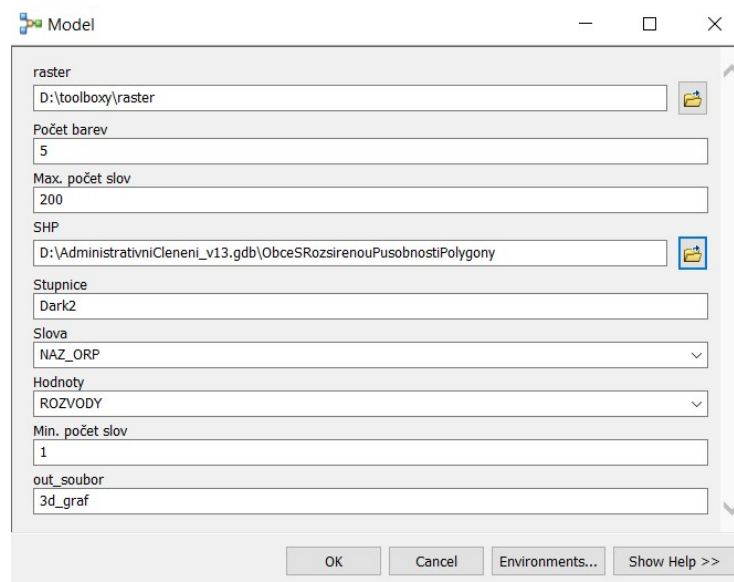 Model
raster
D:\toolboxy\raster
Počet barev
5
Max. počet slov
200
SHP
D:\AdministrativniCleneni_v13.gdb\ObceSRozsirenouPusobnostiPolygony
Stupnice
Dark2
Slova
NAZ_ORP
Hodnoty
ROZVODY
Min. počet slov
1
out_soubor
3d_graf
OK Cancel Environments... Show Help >>